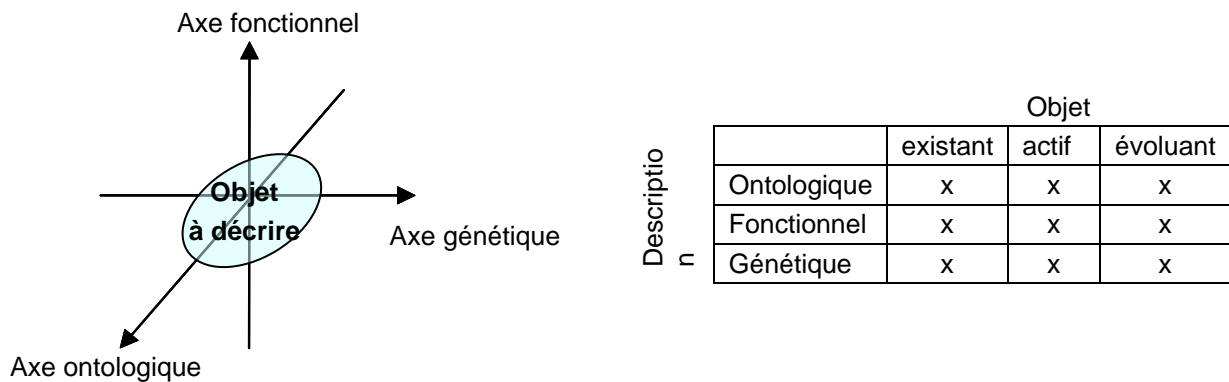 Axe fonctionnel
Objet
à décrire
Axe génétique
Axe ontologique
Objet
Descriptio
n
existant actif évoluant
Ontologique x x x
Fonctionnel x x x
Génétique x x x